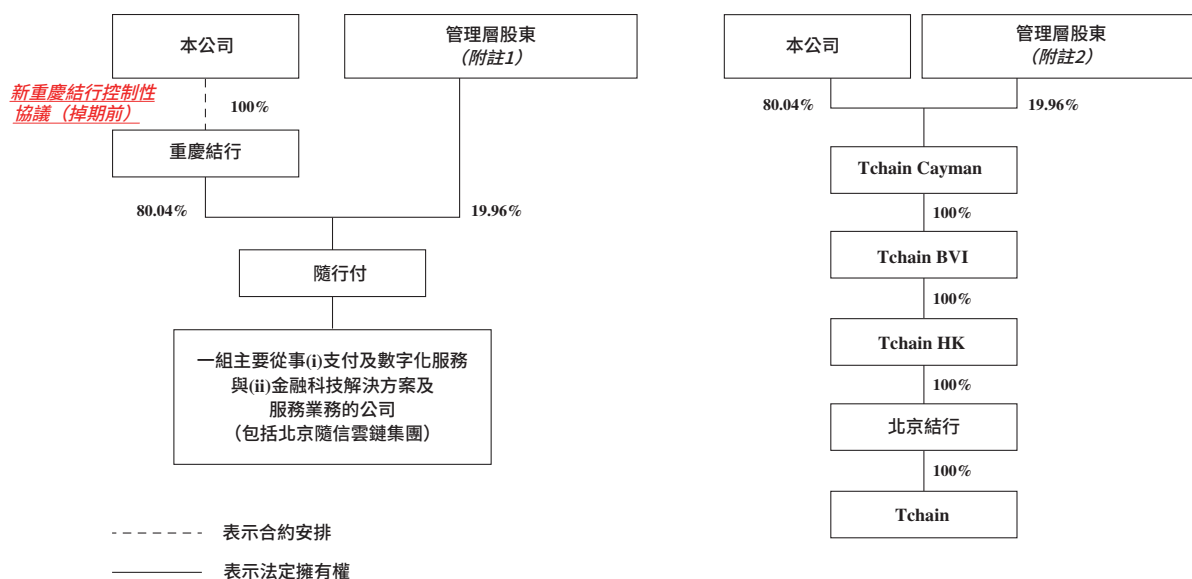 本公司
管理層股東
（附註1）
新重慶結行控制性
協議（掉期前）
100%
重慶結行
80.04%
19.96%
隨行付
一組主要從事(i)支付及數字化服務
與(ii)金融科技解決方案及
服務業務的公司
（包括北京隨信雲鏈集團）
表示合約安排
表示法定擁有權
本公司
管理層股東
（附註2）
80.04%
19.96%
Tchain Cayman
100%
Tchain BVI
100%
Tchain HK
100%
北京結行
100%
Tchain